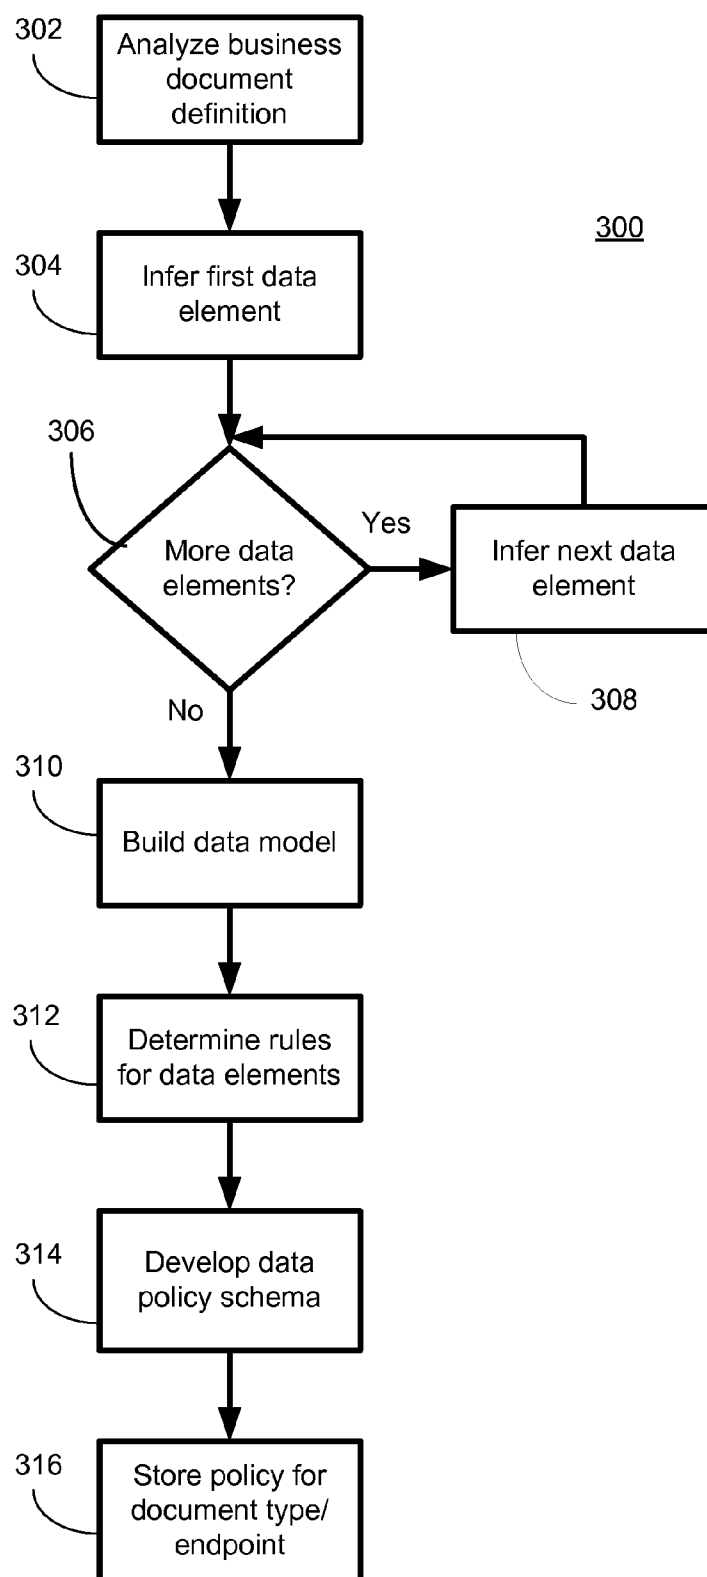 302
Analyze business
document
definition
300
304
Infer first data
element
306
More data
elements?
Yes
Infer next data
element
308
No
310
Build data model
312
Determine rules
for data elements
314
Develop data
policy schema
316
Store policy for
document type/
endpoint